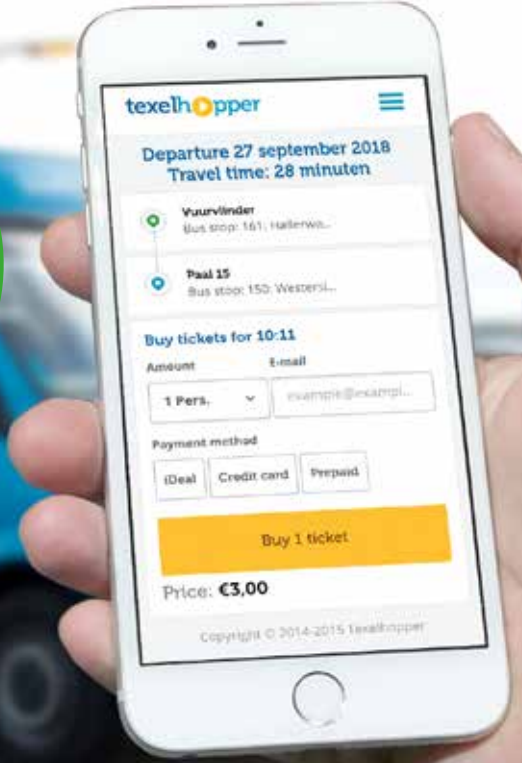 texelhopper
Departure 27 september 2018
Travel time: 28 minuten
Vuurvlinder
Bus stop: 161: Hallerwo...
Paal 15
Bus stop: 150: Westersl...
Buy tickets for 10:11
Amount E-mail
1 Pers. example@exampl...
Payment method
iDeal Credit card Prepaid
Buy 1 ticket
Price: €3,00
Copyright © 2014-2015 Texelhopper